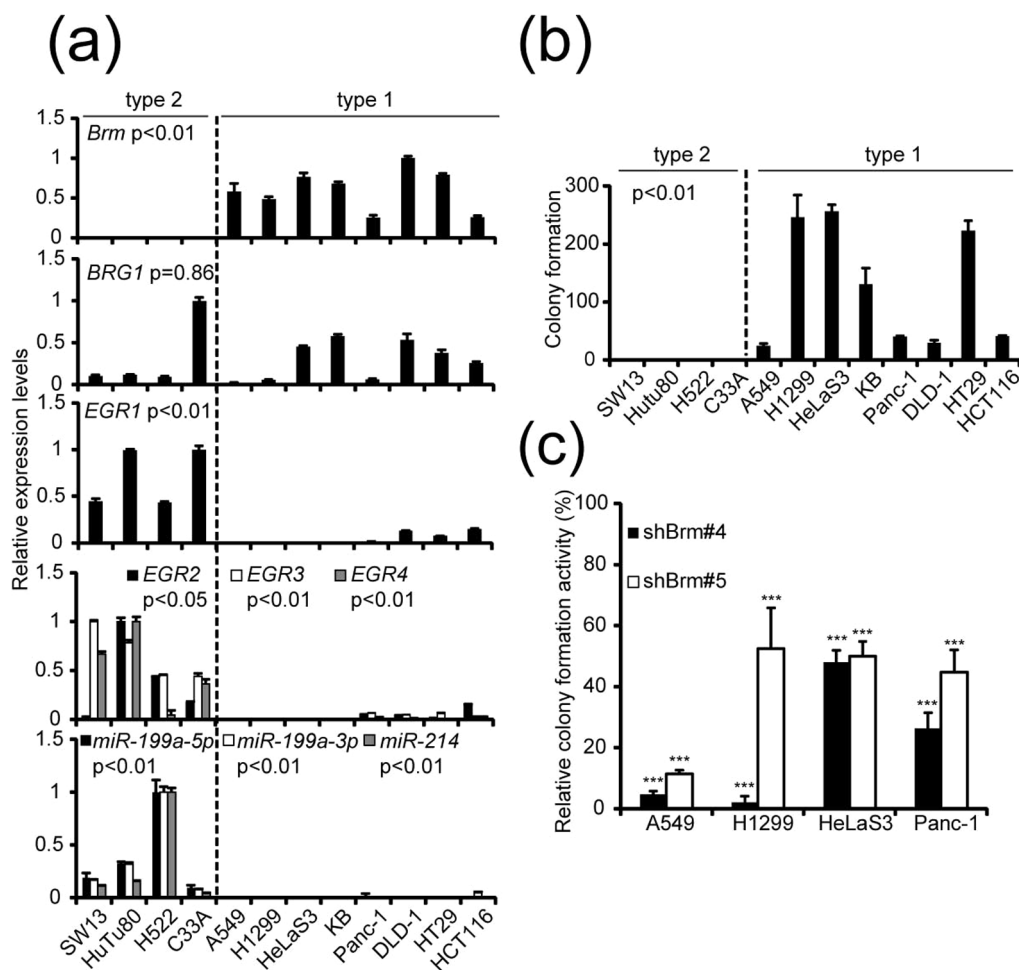 (a)
type 2
type 1
Relative expression levels
1.5
Brm p<0.01
1
0.5
0
1.5
BRG1 p=0.86
1
0.5
0
1.5
EGR1 p<0.01
1
0.5
0
1.5
EGR2
EGR3
EGR4
p<0.05
p<0.01
p<0.01
1
0.5
0
1.5
miR-199a-5p
miR-199a-3p
miR-214
p<0.01
p<0.01
p<0.01
1
0.5
0
SW13
HuTu80
H522
C33A
A549
H1299
HeLaS3
KB
Panc-1
DLD-1
HT29
HCT116
(b)
type 2
type 1
Colony formation
300
p<0.01
200
100
0
SW13
Hutu80
H522
C33A
A549
H1299
HeLaS3
KB
Panc-1
DLD-1
HT29
HCT116
(c)
Relative colony formation activity (%)
100
80
60
40
20
0
shBrm#4
shBrm#5
***
***
***
***
***
***
***
***
A549
H1299
HeLaS3
Panc-1